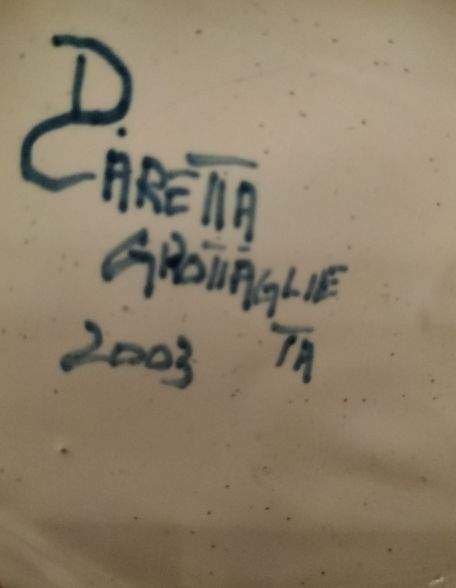 D.
CARETTA
GROTTAGLIE
2003 TA